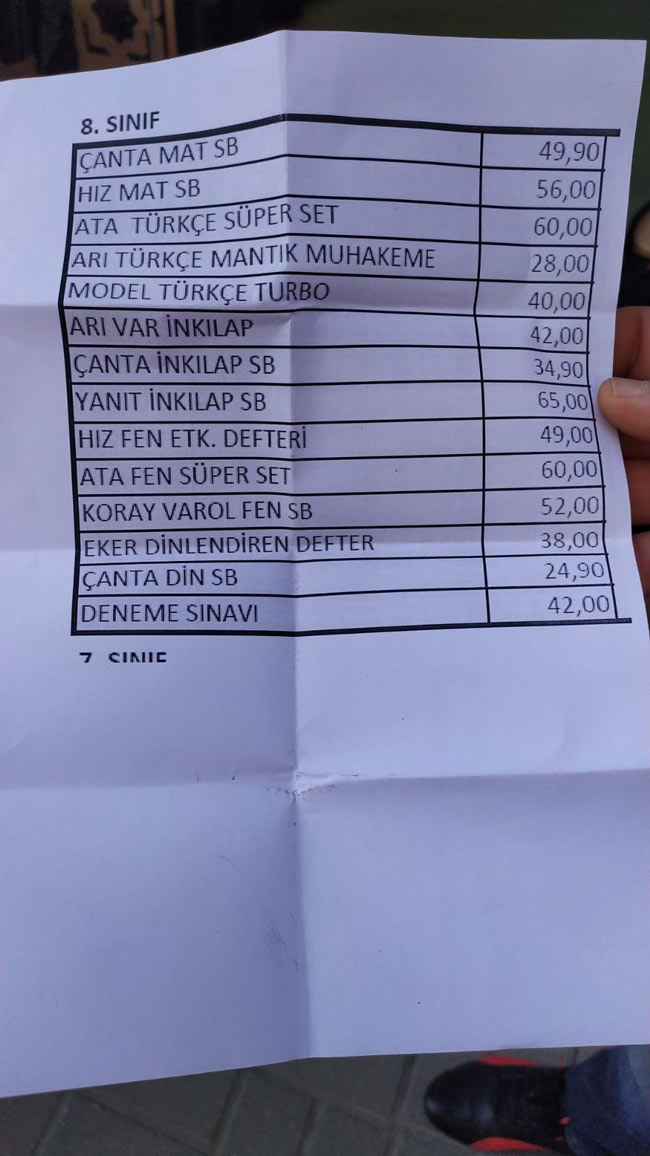 8. SINIF
ÇANTA MAT SB 49,90
HIZ MAT SB 56,00
ATA TÜRKÇE SÜPER SET 60,00
ARI TÜRKÇE MANTIK MUHAKEME 28,00
MODEL TÜRKÇE TURBO 40,00
ARI VAR İNKILAP 42,00
ÇANTA İNKILAP SB 34,90
YANIT İNKILAP SB 65,00
HIZ FEN ETK. DEFTERİ 49,00
ATA FEN SÜPER SET 60,00
KORAY VAROL FEN SB 52,00
EKER DİNLENDİREN DEFTER 38,00
ÇANTA DİN SB 24,90
DENEME SINAVI 42,00
7. SINIF